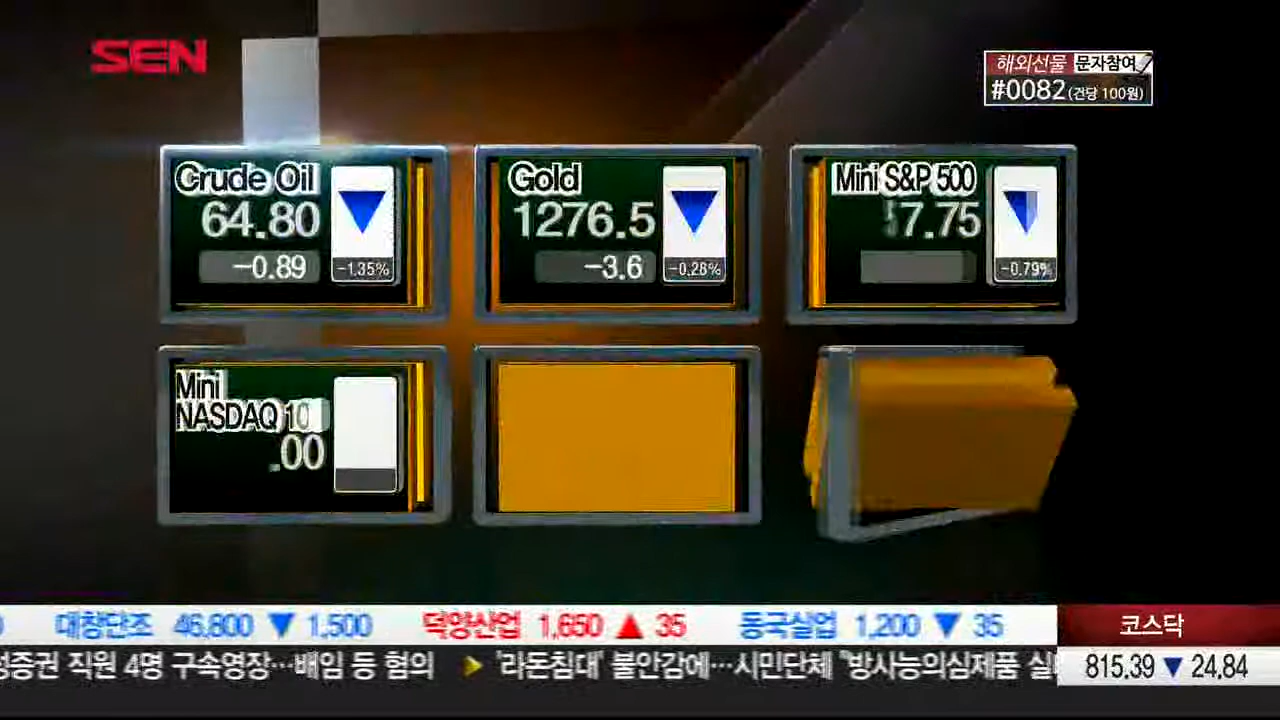 SEN
해외선물 문자참여
#0082(건당 100원)
Crude Oil
64.80
-0.89
-1.35%
Gold
1276.5
-3.6
-0.28%
Mini S&P 500
7.75
-0.79%
Mini
NASDAQ 10
.00
대창단조 46,800 ▼ 1,500 덕양산업 1,650 ▲ 35 동국실업 1,200 ▼ 35
코스닥
증권 직원 4명 구속영장…배임 등 혐의 '라돈침대' 불안감에…시민단체 "방사능의심제품
815.39 ▼ 24.84